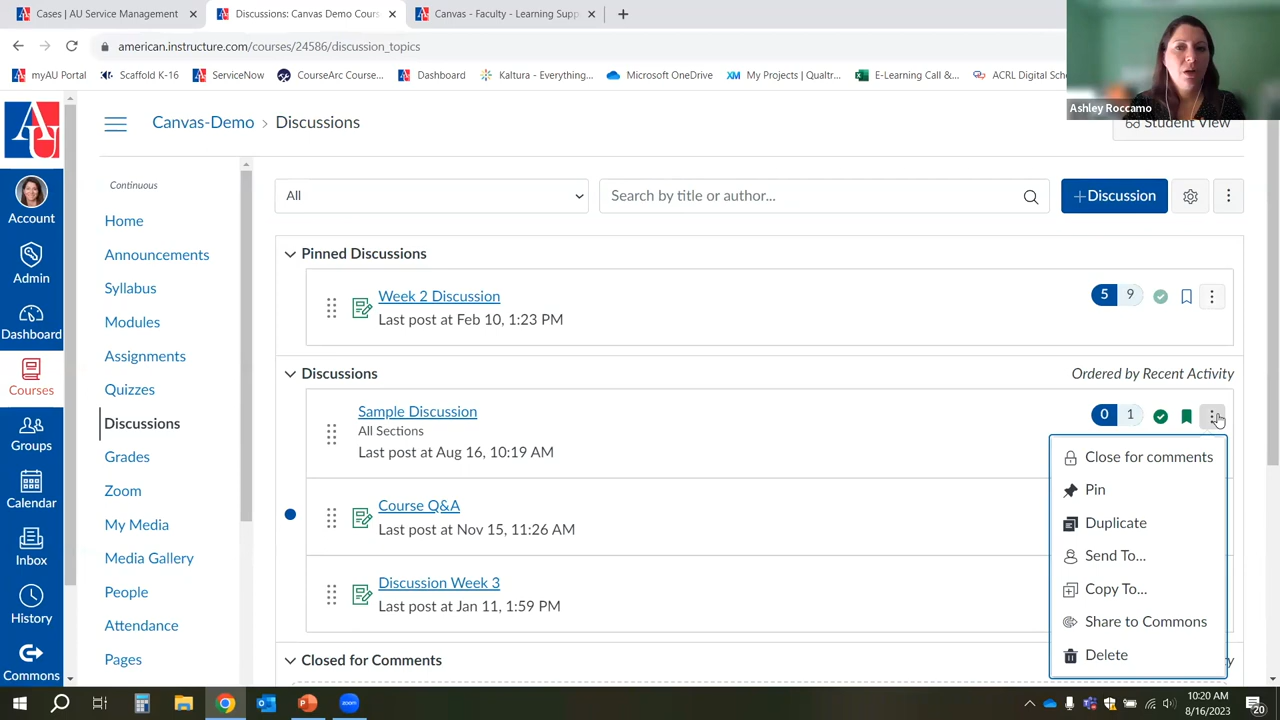 Cases | AU Service Management
Discussions: Canvas Demo Cours
Canvas - Faculty - Learning Supp
american.instructure.com/courses/24586/discussion_topics
myAU Portal
Scaffold K-16
ServiceNow
CourseArc Course...
Dashboard
Kaltura - Everything...
Microsoft OneDrive
XM My Projects | Qualtr...
E-Learning Call &...
ACRL Digital Sch
Ashley Roccamo
AU
Account
Admin
Dashboard
Courses
Groups
Calendar
Inbox
History
Commons
Canvas-Demo > Discussions
Student View
Continuous
Home
Announcements
Syllabus
Modules
Assignments
Quizzes
Discussions
Grades
Zoom
My Media
Media Gallery
People
Attendance
Pages
All
Search by title or author...
+Discussion
Pinned Discussions
Week 2 Discussion
5 9
Last post at Feb 10, 1:23 PM
Discussions
Ordered by Recent Activity
Sample Discussion
0 1
All Sections
Last post at Aug 16, 10:19 AM
Course Q&A
Last post at Nov 15, 11:26 AM
Discussion Week 3
Last post at Jan 11, 1:59 PM
Closed for Comments
Close for comments
Pin
Duplicate
Send To...
Copy To...
Share to Commons
Delete
y
zoom
10:20 AM
8/16/2023
20